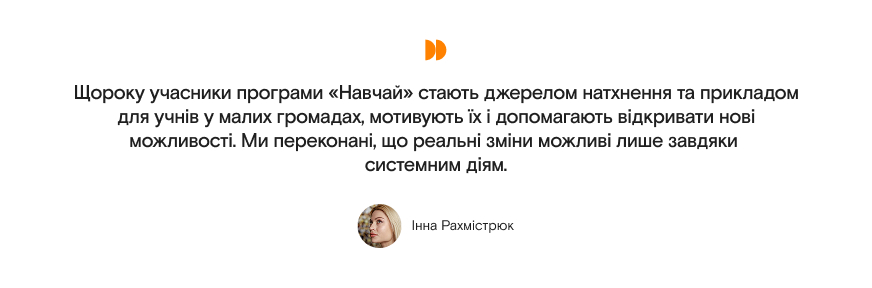 Щороку учасники програми «Навчай» стають джерелом натхнення та прикладом
для учнів у малих громадах, мотивують їх і допомагають відкривати нові
можливості. Ми переконані, що реальні зміни можливі лише завдяки
системним діям.
Інна Рахмістрюк